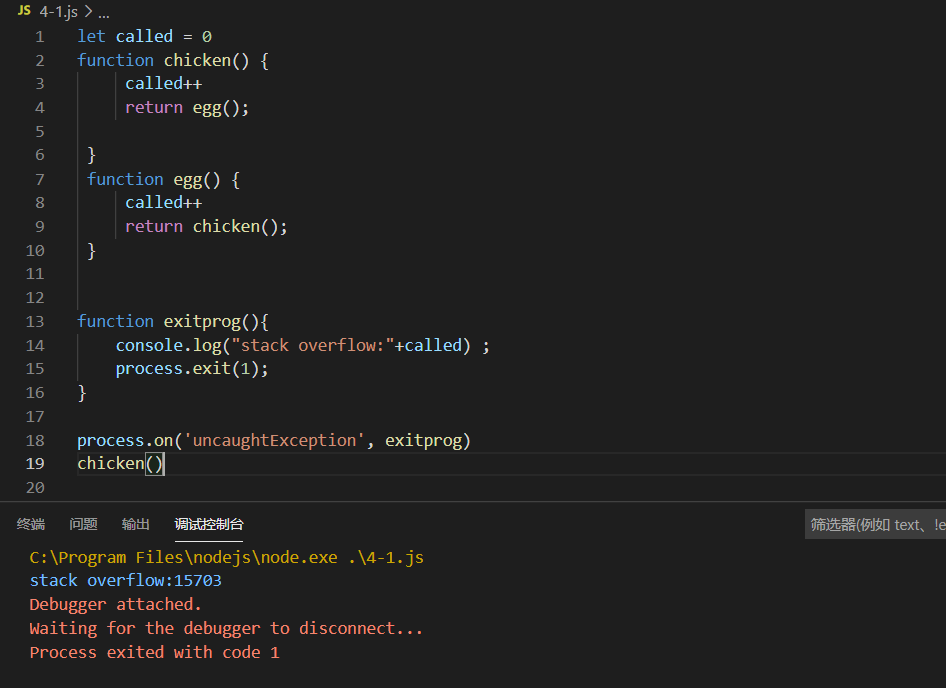 JS 4-1.js > ...
1 let called = 0
2 function chicken() {
3 called++
4 return egg();
5
6 }
7 function egg() {
8 called++
9 return chicken();
10 }
11
12
13 function exitprog(){
14 console.log("stack overflow:"+called) ;
15 process.exit(1);
16 }
17
18 process.on('uncaughtException', exitprog)
19 chicken()
20
终端 问题 输出 调试控制台 筛选器(例如 text、!e
C:\Program Files\nodejs\node.exe .\4-1.js
stack overflow:15703
Debugger attached.
Waiting for the debugger to disconnect...
Process exited with code 1